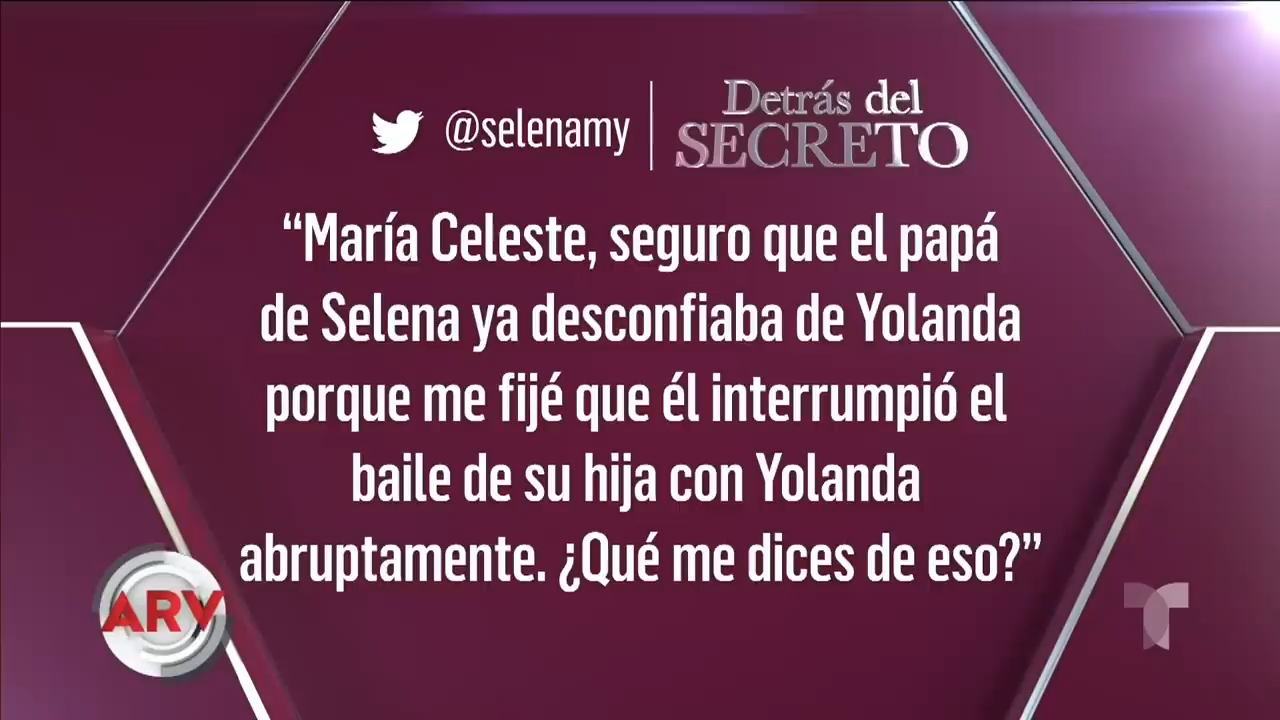 @selenamy
Detrás del
SECRETO
“María Celeste, seguro que el papá
de Selena ya desconfiaba de Yolanda
porque me fijé que él interrumpió el
baile de su hija con Yolanda
abruptamente. ¿Qué me dices de eso?”
ARV
T